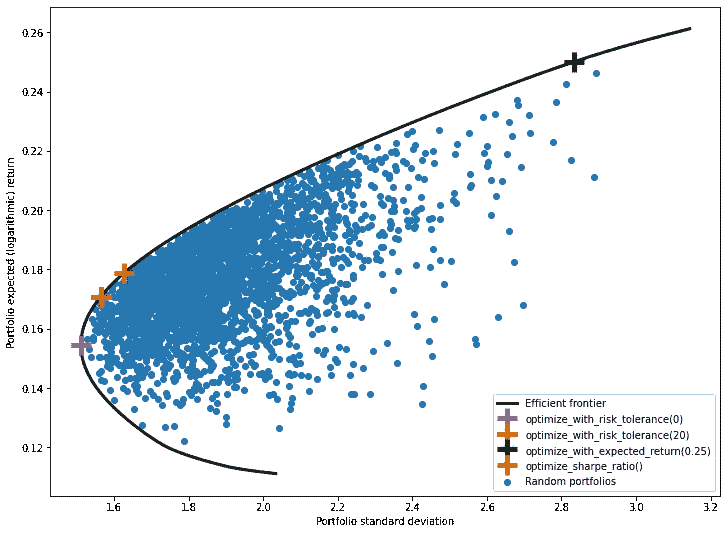 0.26
0.24
0.22
0.20
0.18
0.16
0.14
0.12
Portfolio expected (logarithmic) return
Efficient frontier
optimize_with_risk_tolerance(0)
optimize_with_risk_tolerance(20)
optimize_with_expected_return(0.25)
optimize_sharpe_ratio()
Random portfolios
1.6 1.8 2.0 2.2 2.4 2.6 2.8 3.0 3.2
Portfolio standard deviation